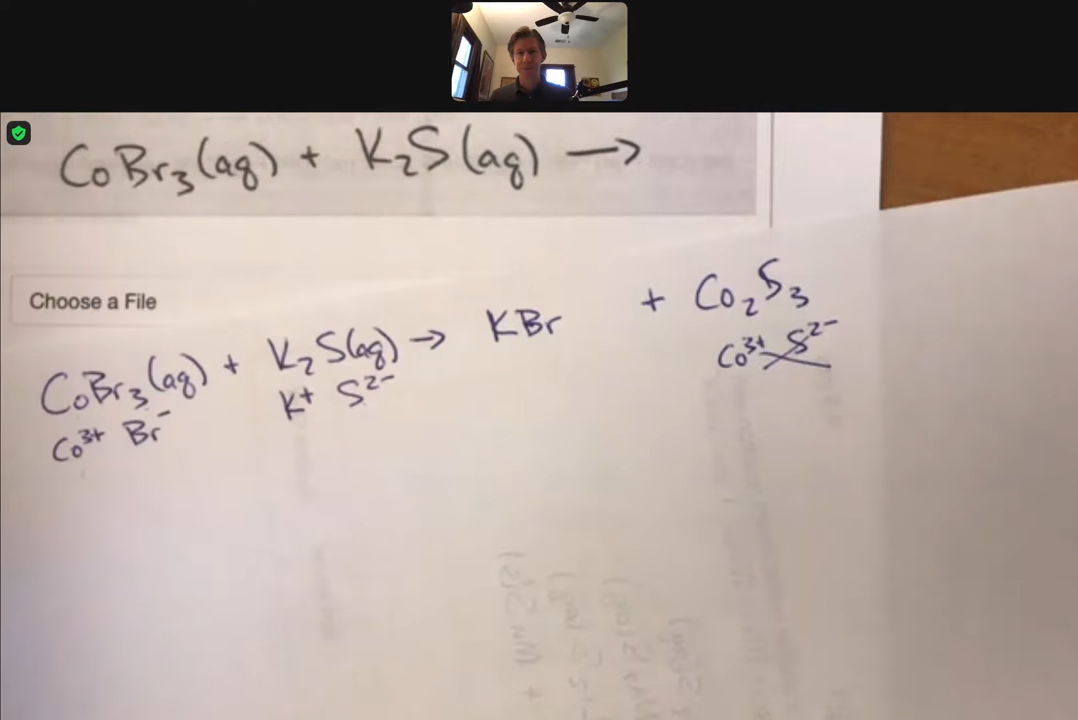 CoBr₃(aq) + K₂S(aq) →
Choose a File
CoBr₃(aq) + K₂S(aq) → KBr + Co₂S₃
Co³⁺ Br⁻ K⁺ S²⁻ Co³⁺ S²⁻